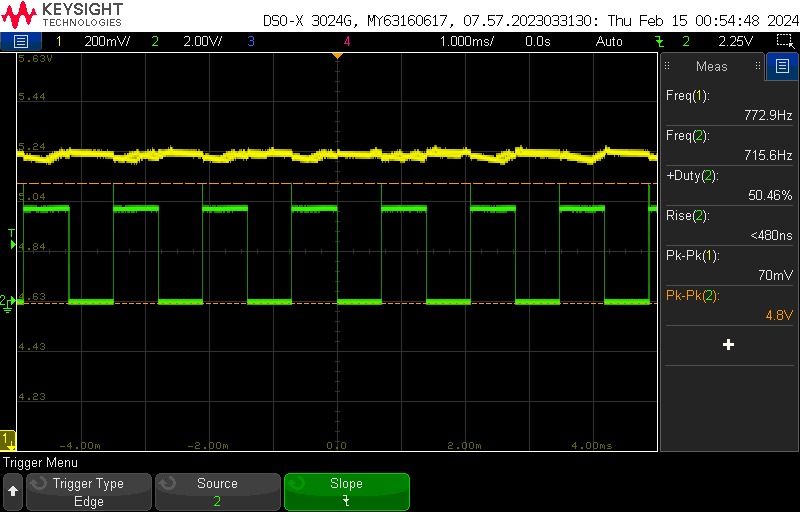 KEYSIGHT
TECHNOLOGIES
DSO-X 3024G, MY63160617, 07.57.2023033130: Thu Feb 15 00:54:48 2024
1 200mV/ 2 2.00V/ 3 4 1.000ms/ 0.0s Auto 2 2.25V
5.63V
5.44
5.24
5.04
4.84
4.63
4.43
4.23
T
2
1
-4.00m -2.00m 0.0 2.00m 4.00ms
Meas
Freq(1):
772.9Hz
Freq(2):
715.6Hz
+Duty(2):
50.46%
Rise(2):
<480ns
Pk-Pk(1):
70mV
Pk-Pk(2):
4.8V
Trigger Menu
Trigger Type
Edge
Source
2
Slope